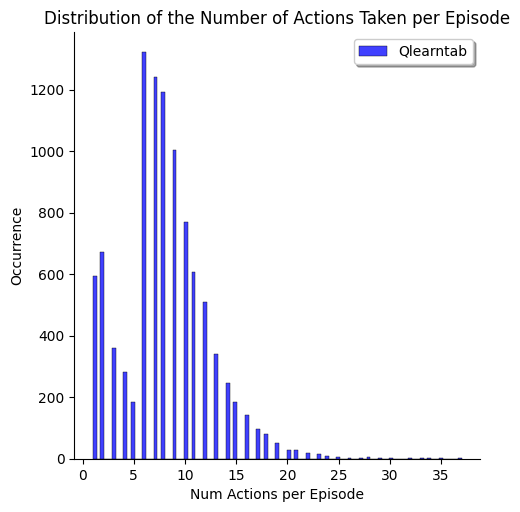 Distribution of the Number of Actions Taken per Episode
Qlearntab
1200
1000
800
600
400
200
0
Occurrence
0 5 10 15 20 25 30 35
Num Actions per Episode